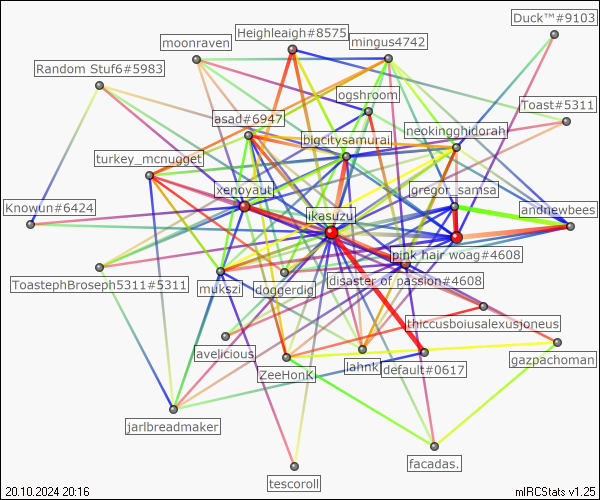 Duck™#9103
Heighleaigh#8575
moonraven
mingus4742
Random Stuf6#5983
ogshroom
Toast#5311
asad#6947
neokingghidorah
bigcitysamurai
turkey_mcnugget
xenoyaut
gregor_samsa
Knowun#6424
ikasuzu
andriewbees
pink hair woag#4608
ToastephBroseph5311#5311
mukszi
doggerdig
disaster of passion#4608
thiccusboiusalexusjoneus
avelicious
gazpachoman
ZeeHonk
lahnk
default#0617
jarlbreadmaker
facadas.
tescoroll
20.10.2024 20:16
mIRCStats v1.25